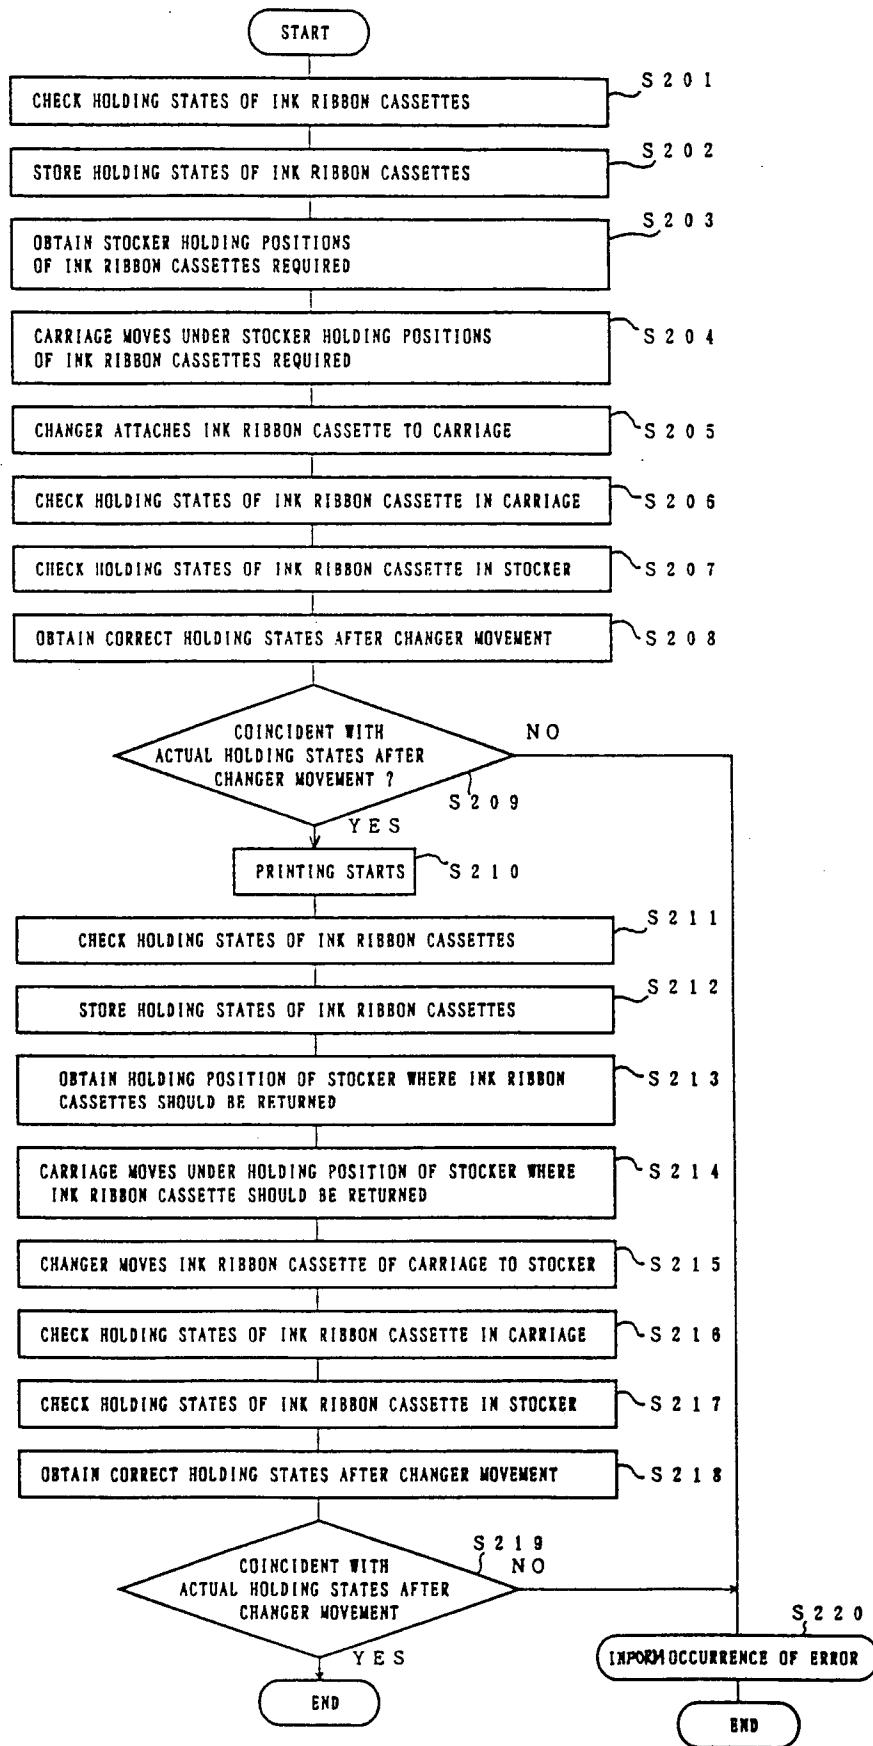 START
S201
CHECK HOLDING STATES OF INK RIBBON CASSETTES
S202
STORE HOLDING STATES OF INK RIBBON CASSETTES
S203
OBTAIN STOCKER HOLDING POSITIONS
OF INK RIBBON CASSETTES REQUIRED
S204
CARRIAGE MOVES UNDER STOCKER HOLDING POSITIONS
OF INK RIBBON CASSETTES REQUIRED
CHANGER ATTACHES INK RIBBON CASSETTE TO CARRIAGE
S205
CHECK HOLDING STATES OF INK RIBBON CASSETTE IN CARRIAGE
S206
CHECK HOLDING STATES OF INK RIBBON CASSETTE IN STOCKER
S207
OBTAIN CORRECT HOLDING STATES AFTER CHANGER MOVEMENT
S208
COINCIDENT WITH
ACTUAL HOLDING STATES AFTER
CHANGER MOVEMENT ?
NO
S209
YES
PRINTING STARTS
S210
S211
CHECK HOLDING STATES OF INK RIBBON CASSETTES
S212
STORE HOLDING STATES OF INK RIBBON CASSETTES
OBTAIN HOLDING POSITION OF STOCKER WHERE INK RIBBON
CASSETTES SHOULD BE RETURNED
S213
CARRIAGE MOVES UNDER HOLDING POSITION OF STOCKER WHERE
INK RIBBON CASSETTE SHOULD BE RETURNED
S214
CHANGER MOVES INK RIBBON CASSETTE OF CARRIAGE TO STOCKER
S215
CHECK HOLDING STATES OF INK RIBBON CASSETTE IN CARRIAGE
S216
CHECK HOLDING STATES OF INK RIBBON CASSETTE IN STOCKER
S217
OBTAIN CORRECT HOLDING STATES AFTER CHANGER MOVEMENT
S218
S219
COINCIDENT WITH
ACTUAL HOLDING STATES AFTER
CHANGER MOVEMENT
NO
YES
END
S220
INFORM OCCURRENCE OF ERROR
END